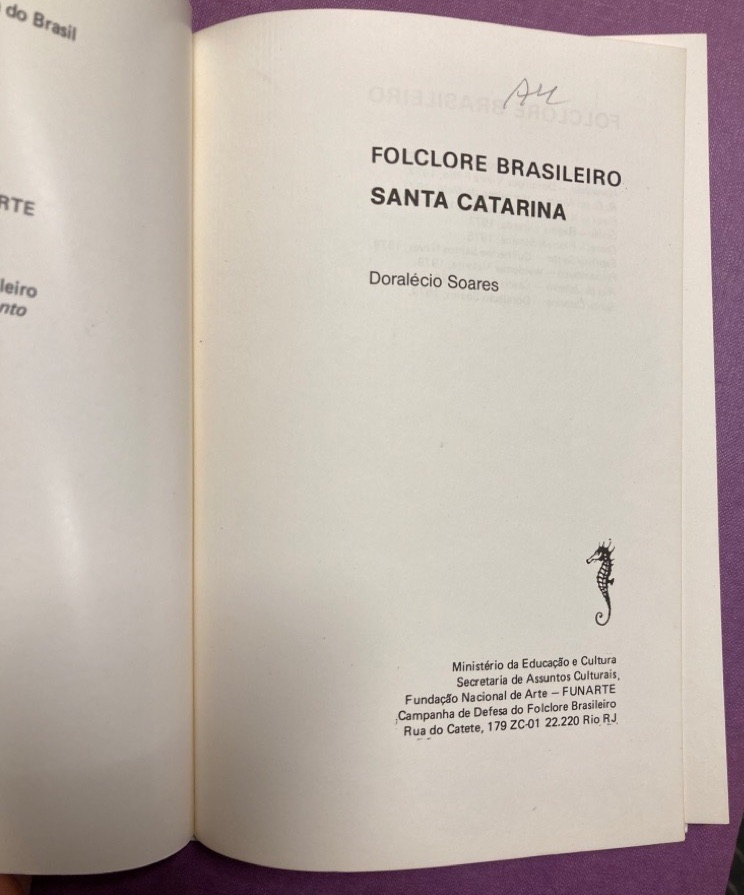 do Brasil
RTE
leiro
nto
FOLCLORE BRASILEIRO
FOLCLORE BRASILEIRO
SANTA CATARINA
Doralécio Soares
Ministério da Educação e Cultura
Secretaria de Assuntos Culturais
Fundação Nacional de Arte – FUNARTE
Campanha de Defesa do Folclore Brasileiro
Rua do Catete, 179 ZC-01 22.220 Rio RJ